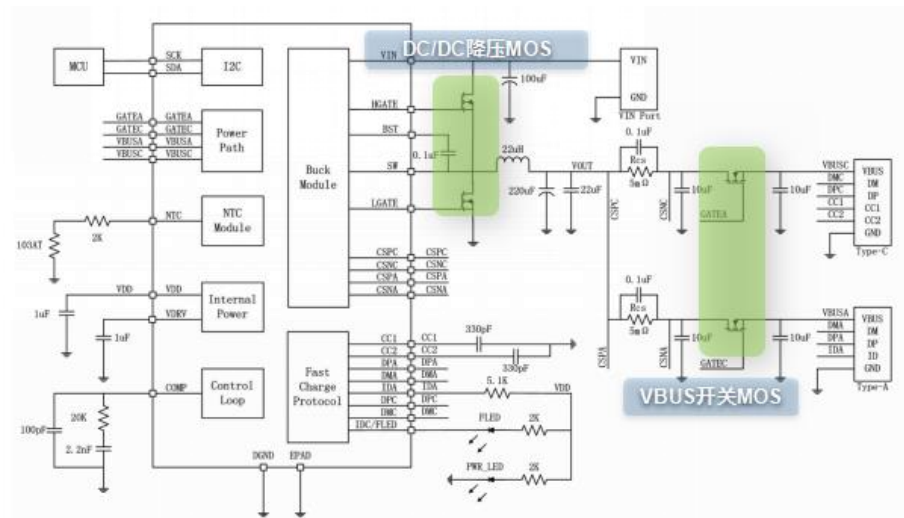 DC/DC降压MOS
MCU
SCK
SDA
I2C
VIN
100uF
VIN
GND
VIN Port
GATEA
GATEC
VBUSA
VBUSC
GATEA
GATEC
VBUSA
VBUSC
Power
Path
HGATE
BST
0.1uF
SW
LGATE
Buck
Module
22uH
VOUT
220uF
22uF
0.1uF
Rcs
5mΩ
CSPC
CSNC
10uF
GATEA
10uF
VBUSC
DMC
DPC
CC1
CC2
VBUS
DM
DP
CC1
CC2
GND
Type-C
NTC
2K
103AT
NTC
Module
CSPC
CSNC
CSPA
CSNA
CSPC
CSNC
CSPA
CSNA
VDD
1uF
VDD
VDRV
1uF
Internal
Power
0.1uF
Rcs
5mΩ
CSPA
CSNA
10uF
GATEC
10uF
VBUSA
DMA
DPA
IDA
VBUS
DM
DP
ID
GND
Type-A
VBUS开关MOS
Fast
Charge
Protocol
CC1
CC2
DPA
DMA
IDA
DPC
DMC
IDC/FLED
CC1
CC2
DPA
DMA
IDA
DPC
DMC
330pF
330pF
5.1K
VDD
FLED
2K
PWR_LED
2K
COMP
20K
100pF
2.2nF
Control
Loop
DGND
EPAD